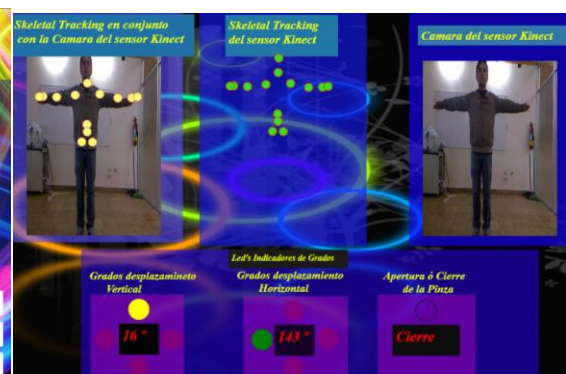 Skeletal Tracking en conjunto
con la Camara del sensor Kinect
Skeletal Tracking
del sensor Kinect
Camara del sensor Kinect
Led's Indicadores de Grados
Grados desplazamineto
Vertical
Grados desplazamiento
Horizontal
Apertura ó Cierre
de la Pinza
16 °
143 °
Cierre